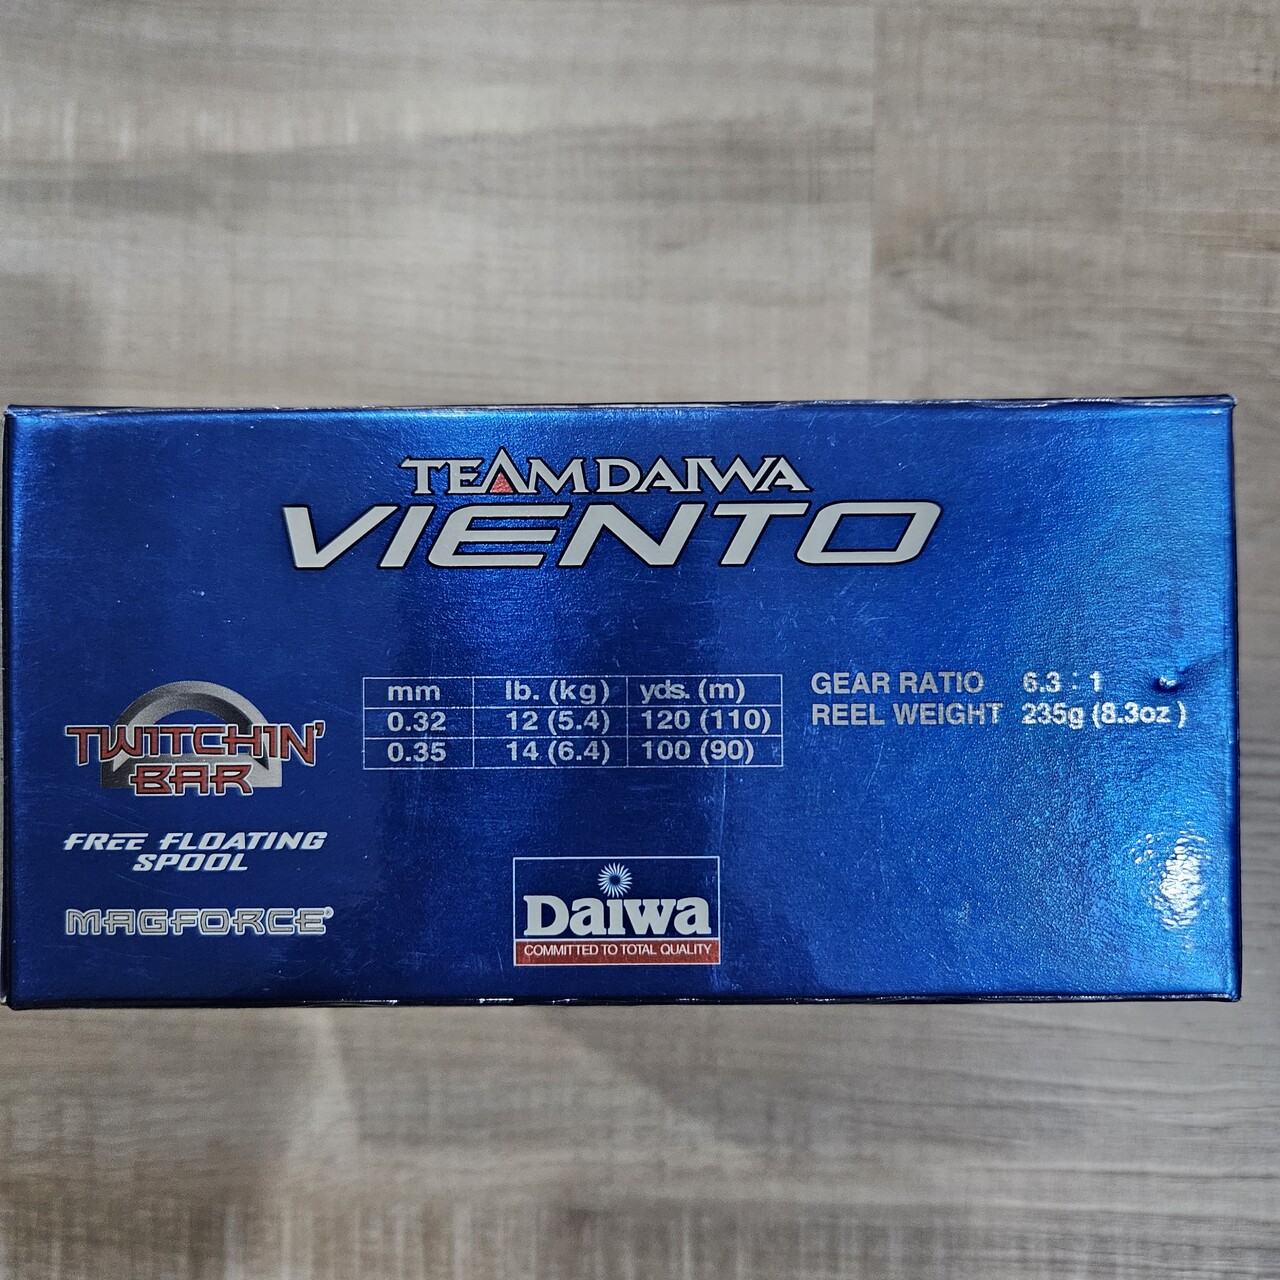 TEAM DAIWA
VIENTO
TWITCHIN'
BAR
FREE FLOATING
SPOOL
MAGFORCE®
mm lb. (kg) yds. (m)
0.32 12 (5.4) 120 (110)
0.35 14 (6.4) 100 (90)
GEAR RATIO 6.3 : 1
REEL WEIGHT 235g (8.3oz )
Daiwa
COMMITTED TO TOTAL QUALITY